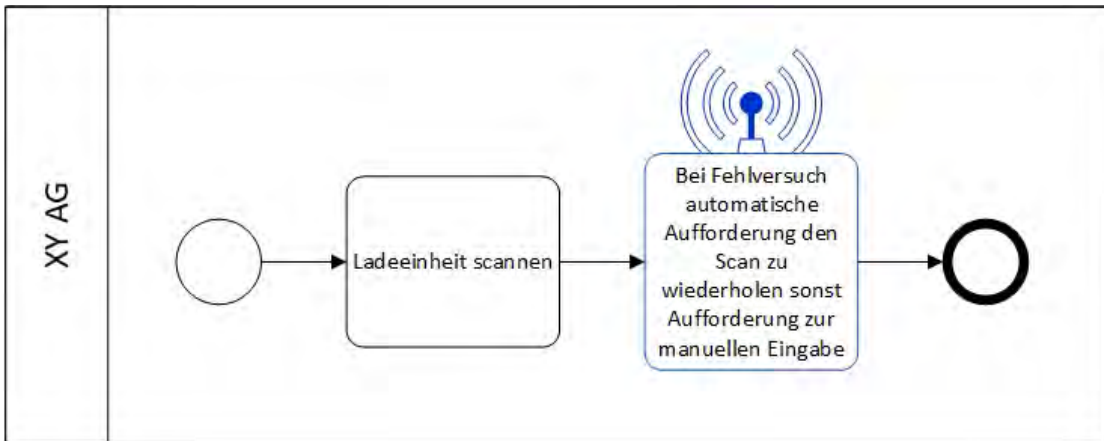 XY AG
Ladeeinheit scannen
Bei Fehlversuch
automatische
Aufforderung den
Scan zu
wiederholen sonst
Aufforderung zur
manuellen Eingabe